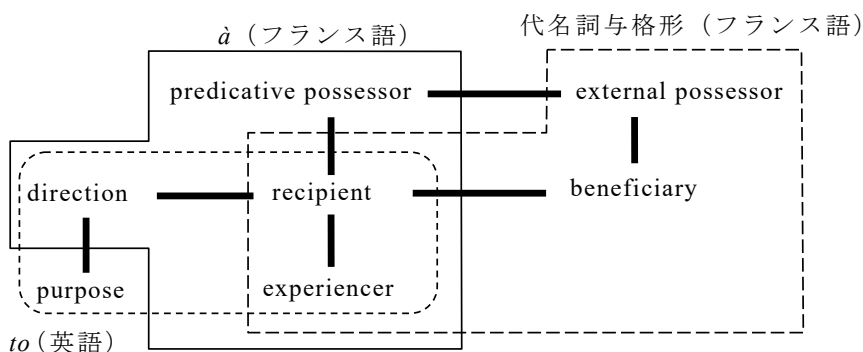 à（フランス語）
代名詞与格形（フランス語）
predicative possessor
external possessor
direction
recipient
beneficiary
purpose
experiencer
to（英語）